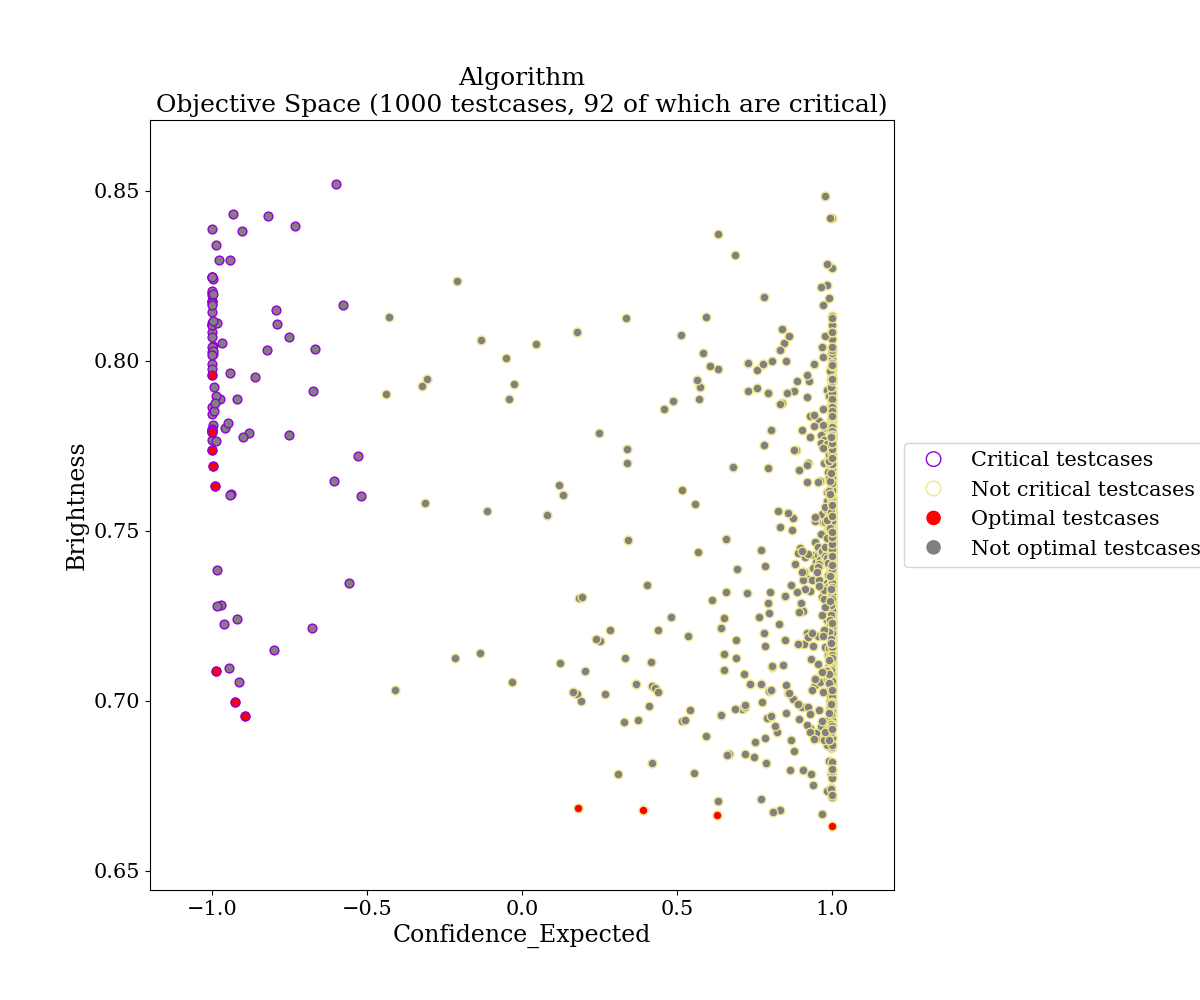 Algorithm
Objective Space (1000 testcases, 92 of which are critical)
0.85
0.80
0.75
0.70
0.65
Brightness
−1.0
−0.5
0.0
0.5
1.0
Confidence_Expected
Critical testcases
Not critical testcases
Optimal testcases
Not optimal testcases